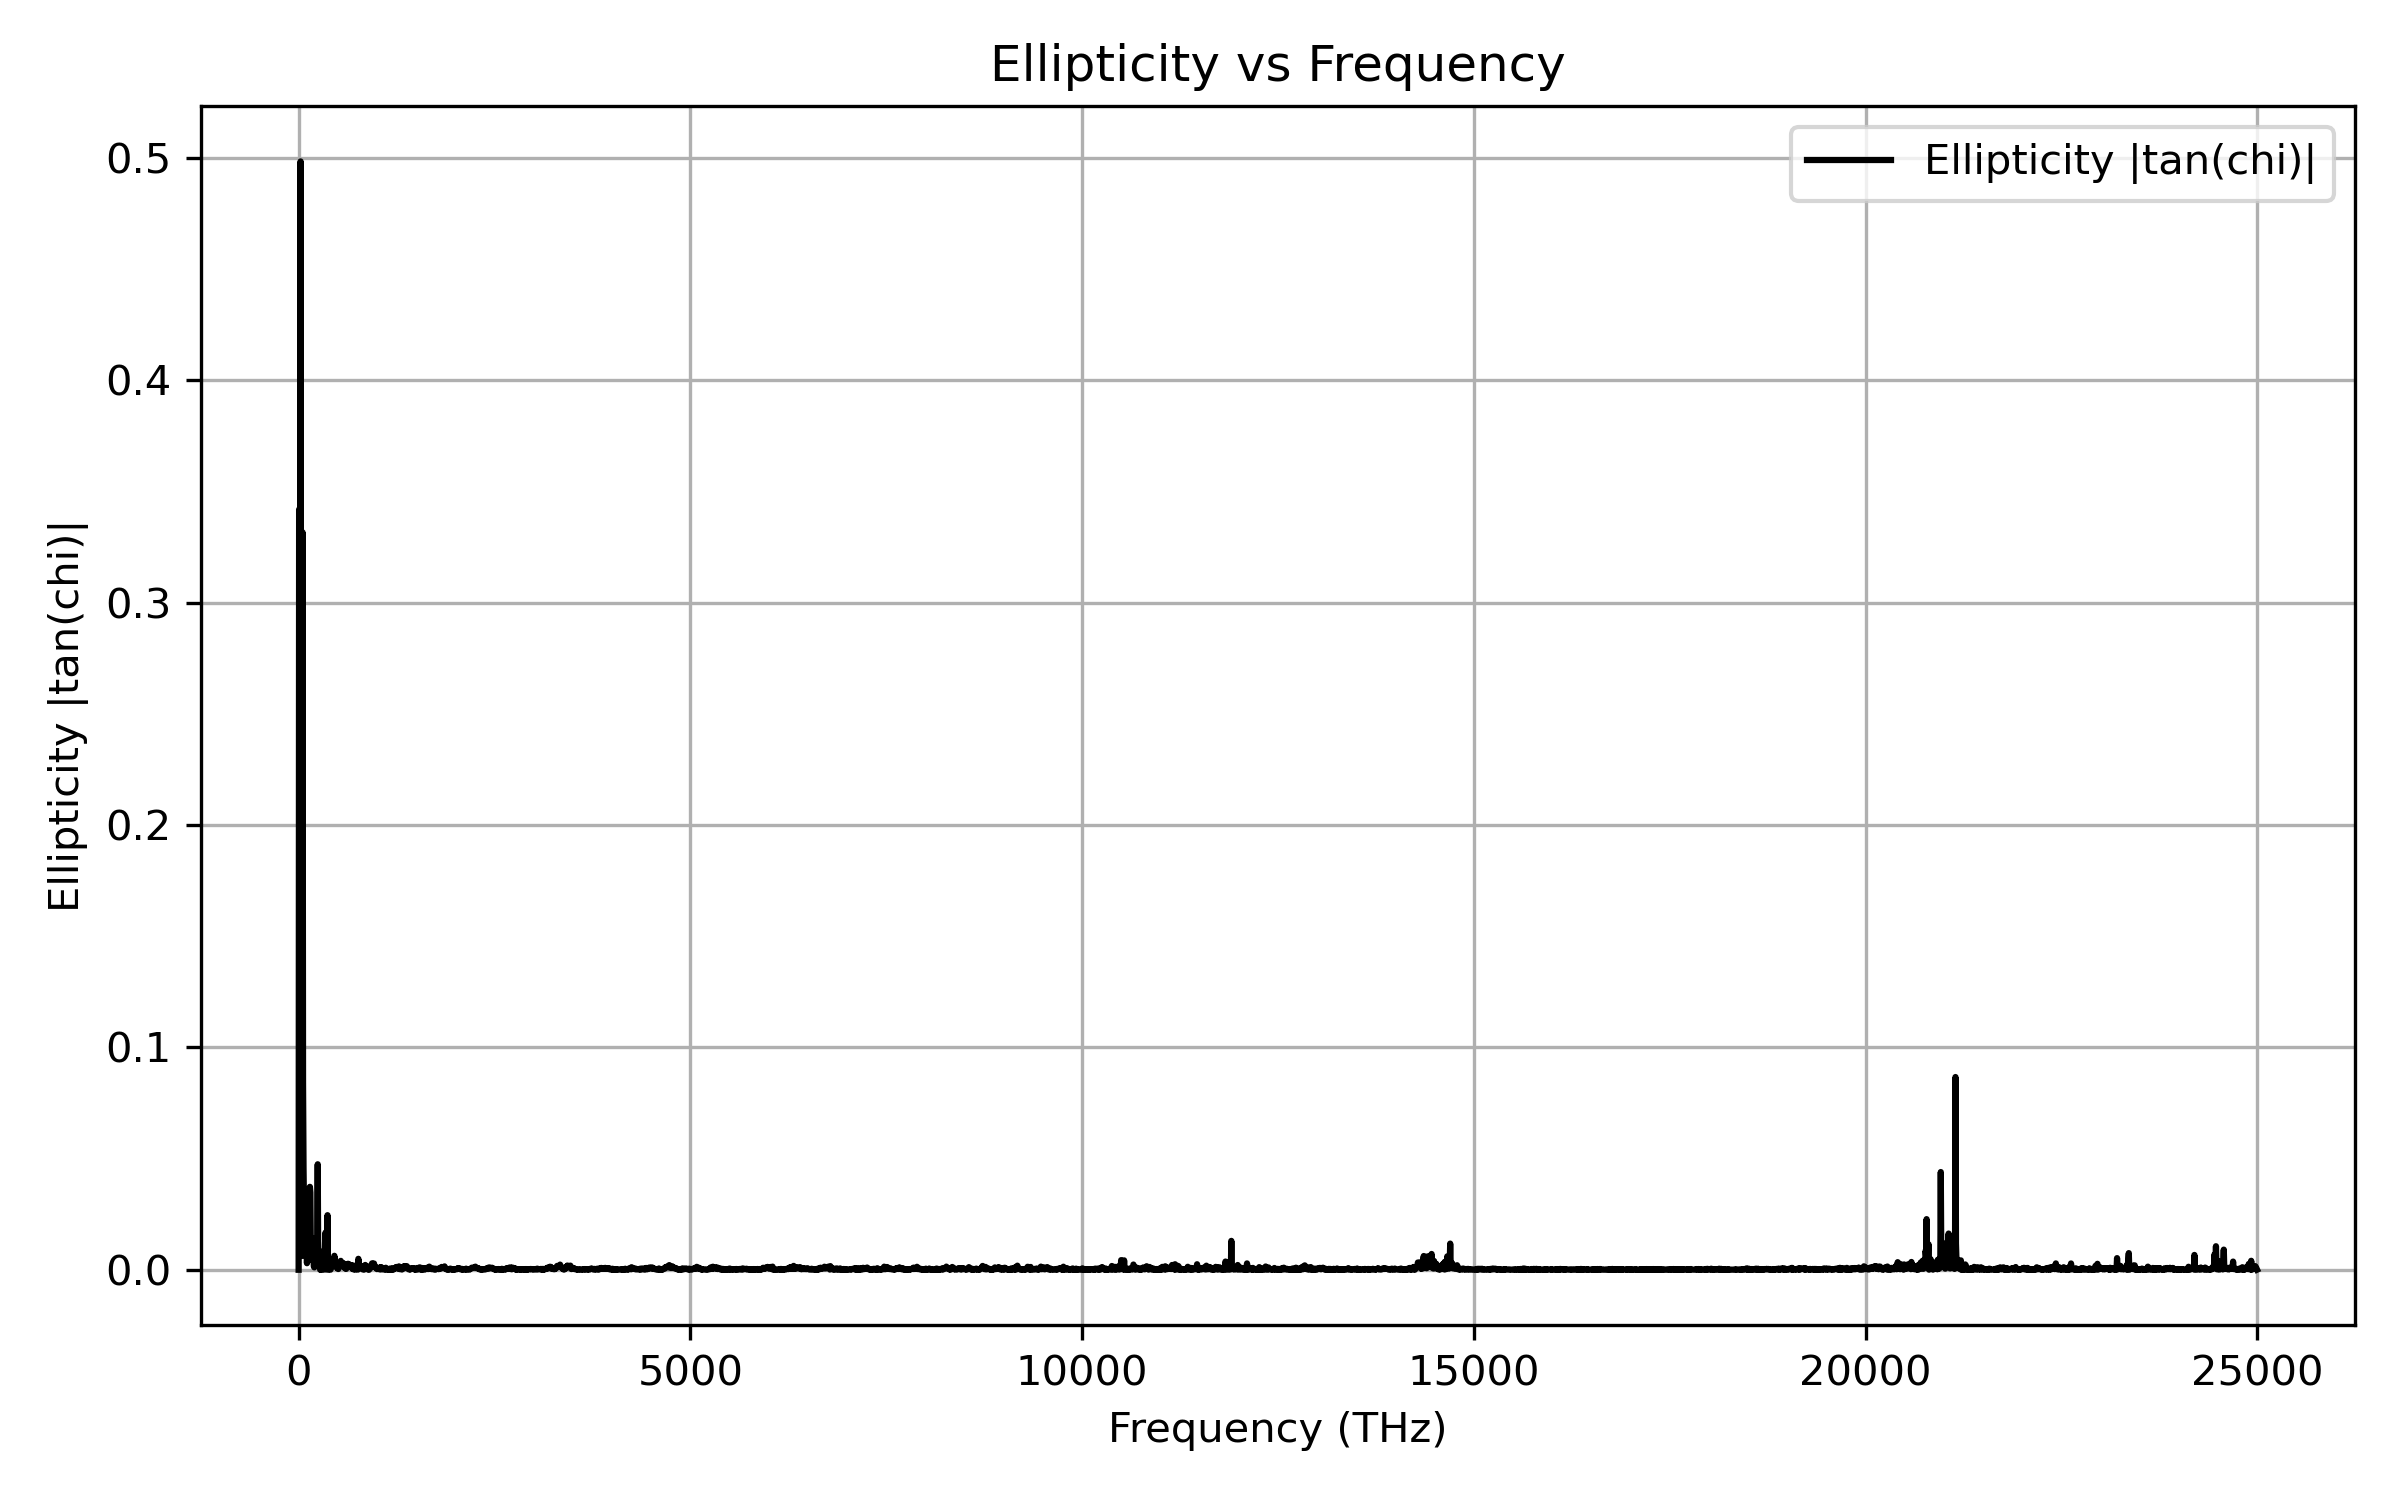 Ellipticity vs Frequency
Ellipticity |tan(chi)|
Ellipticity |tan(chi)|
0.5
0.4
0.3
0.2
0.1
0.0
0 5000 10000 15000 20000 25000
Frequency (THz)